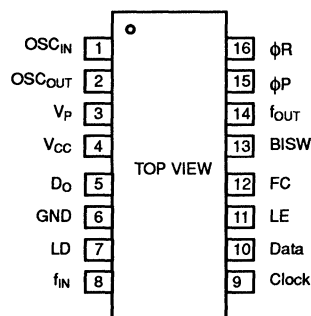 OSC_IN 1 16 ϕR
OSC_OUT 2 15 ϕP
V_P 3 14 f_OUT
V_CC 4 13 BISW
TOP VIEW
D_O 5 12 FC
GND 6 11 LE
LD 7 10 Data
f_IN 8 9 Clock